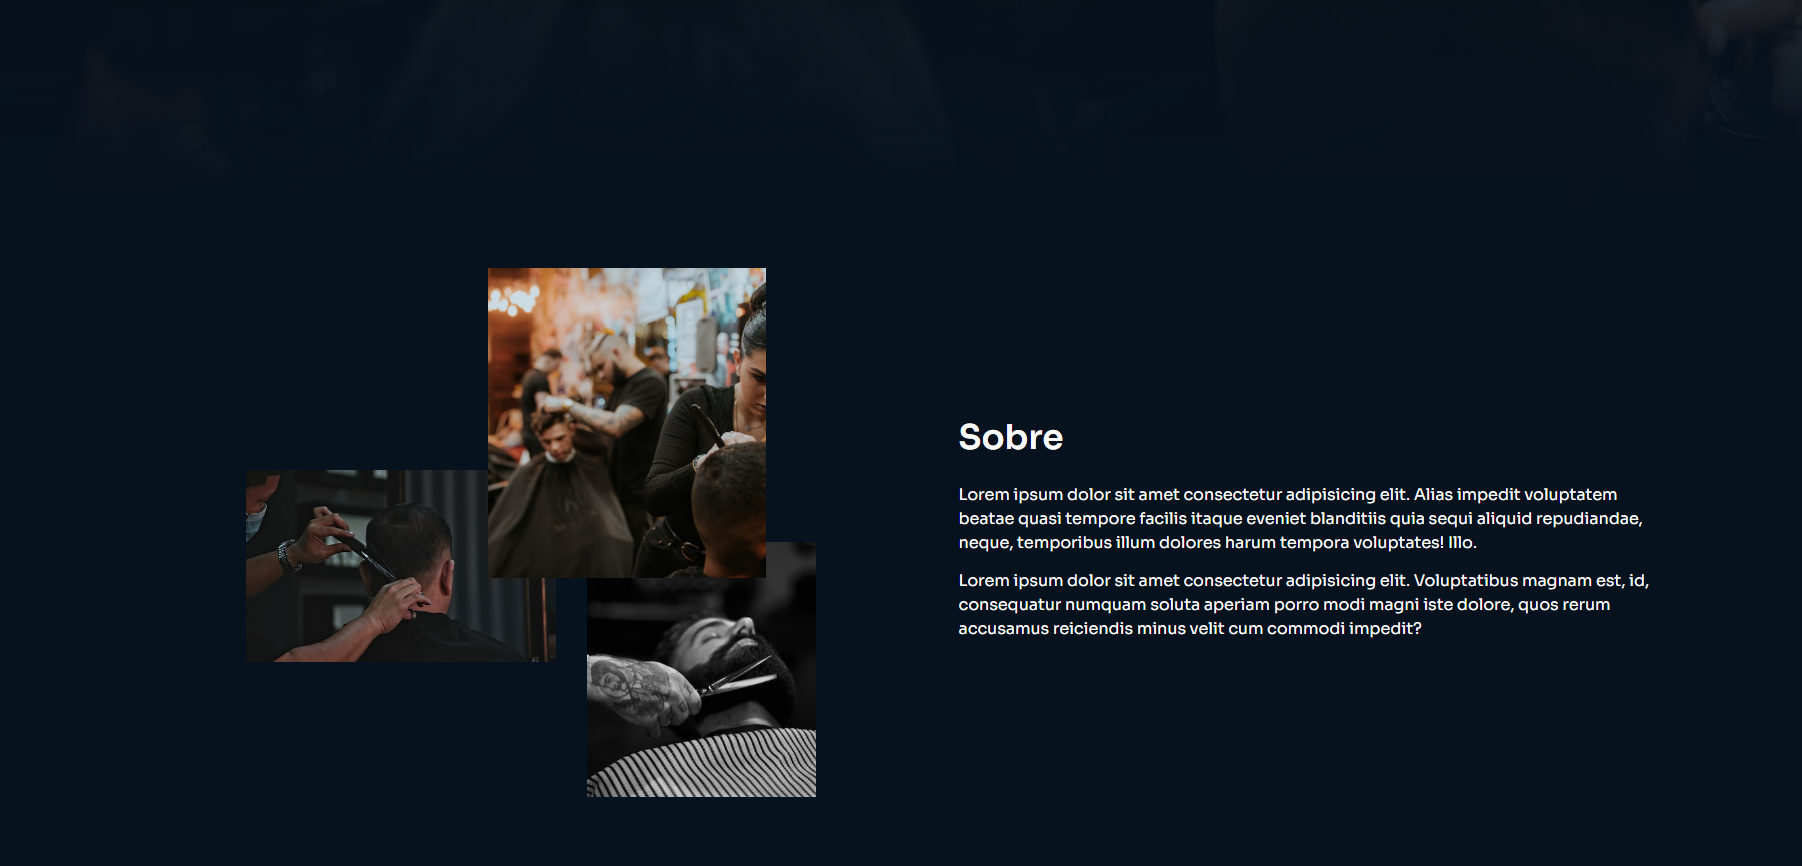 Sobre
Lorem ipsum dolor sit amet consectetur adipisicing elit. Alias impedit voluptatem
beatae quasi tempore facilis itaque eveniet blanditiis quia sequi aliquid repudiandae,
neque, temporibus illum dolores harum tempora voluptates! Illo.
Lorem ipsum dolor sit amet consectetur adipisicing elit. Voluptatibus magnam est, id,
consequatur numquam soluta aperiam porro modi magni iste dolore, quos rerum
accusamus reiciendis minus velit cum commodi impedit?